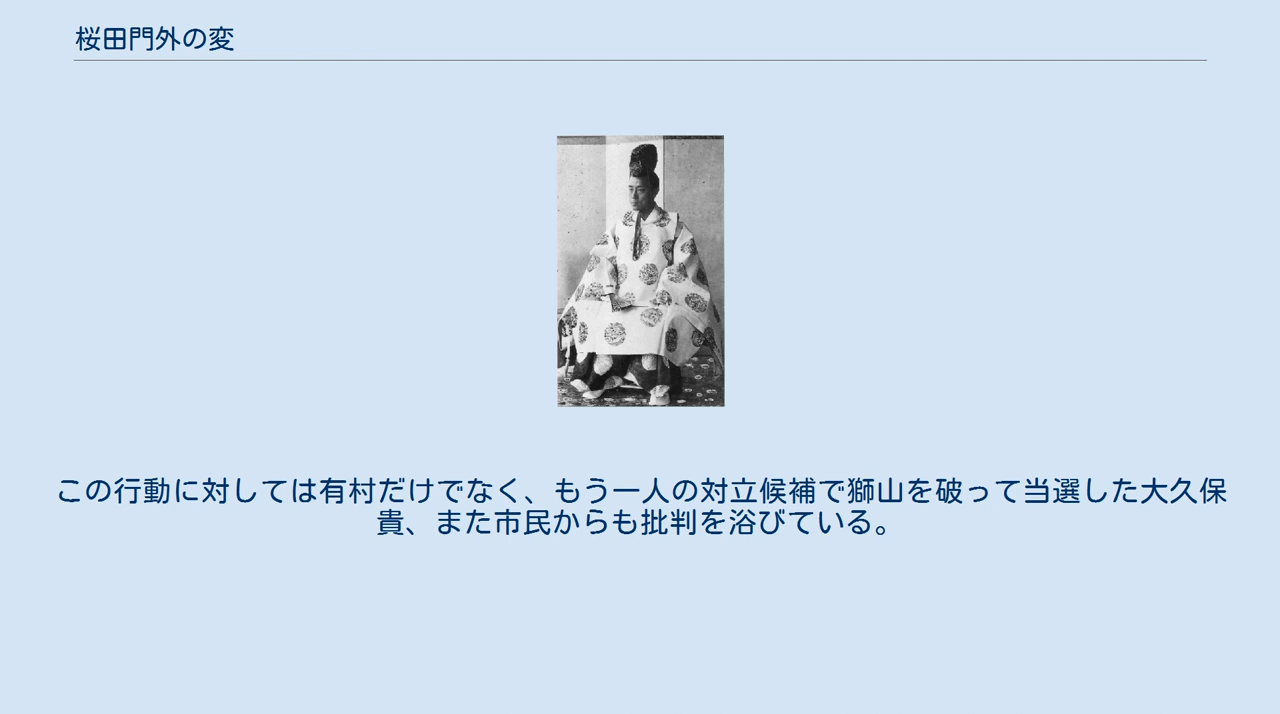 桜田門外の変
この行動に対しては有村だけでなく、もう一人の対立候補で獅山を破って当選した大久保
貴、また市民からも批判を浴びている。